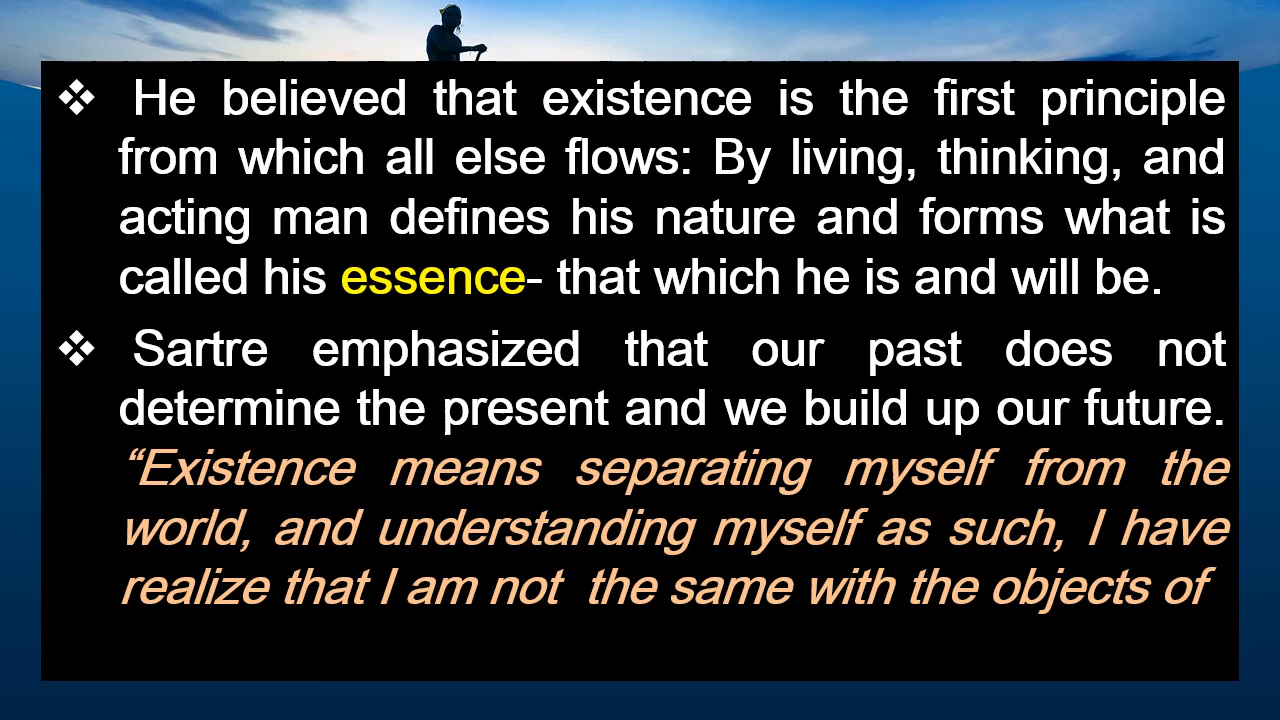 ❖ He believed that existence is the first principle
from which all else flows: By living, thinking, and
acting man defines his nature and forms what is
called his essence- that which he is and will be.
❖ Sartre emphasized that our past does not
determine the present and we build up our future.
“Existence means separating myself from the
world, and understanding myself as such, I have
realize that I am not the same with the objects of